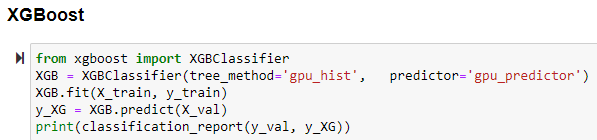 XGBoost
from xgboost import XGBClassifier
XGB = XGBClassifier(tree_method='gpu_hist',   predictor='gpu_predictor')
XGB.fit(X_train, y_train)
y_XG = XGB.predict(X_val)
print(classification_report(y_val, y_XG))